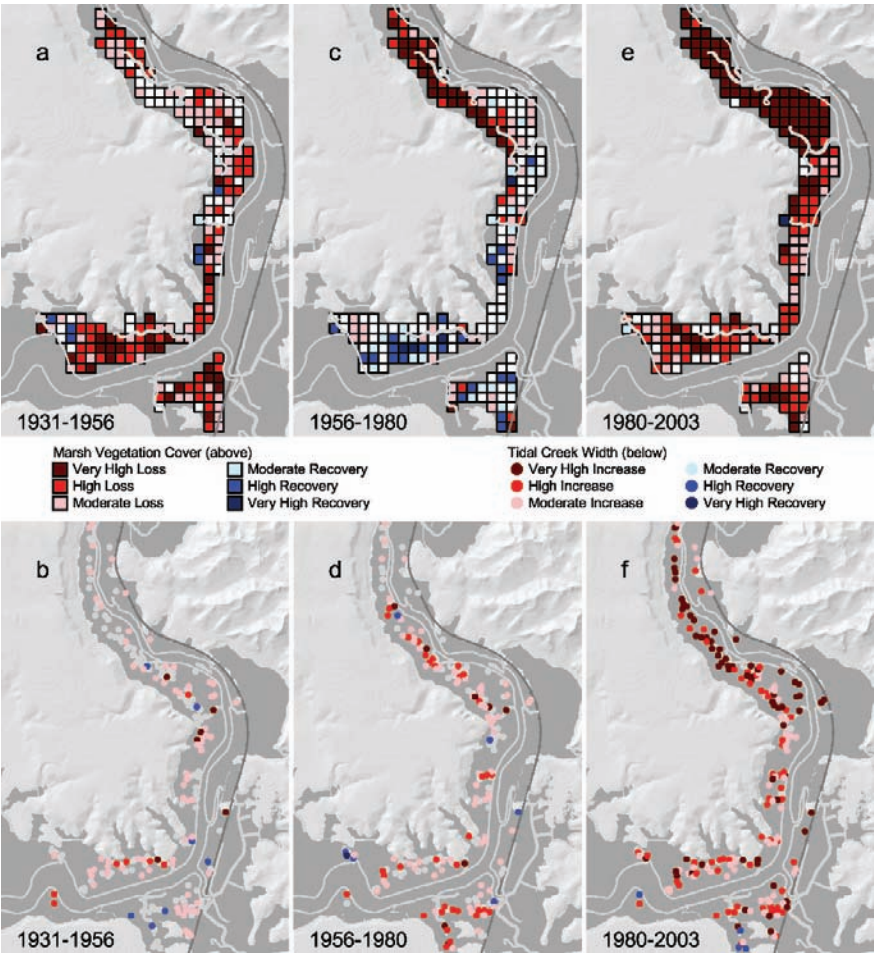 a
c
e
1931-1956
1956-1980
1980-2003
Marsh Vegetation Cover (above)
Very High Loss
High Loss
Moderate Loss
Moderate Recovery
High Recovery
Very High Recovery
Tidal Creek Width (below)
Very High Increase
High Increase
Moderate Increase
Moderate Recovery
High Recovery
Very High Recovery
b
d
f
1931-1956
1956-1980
1980-2003